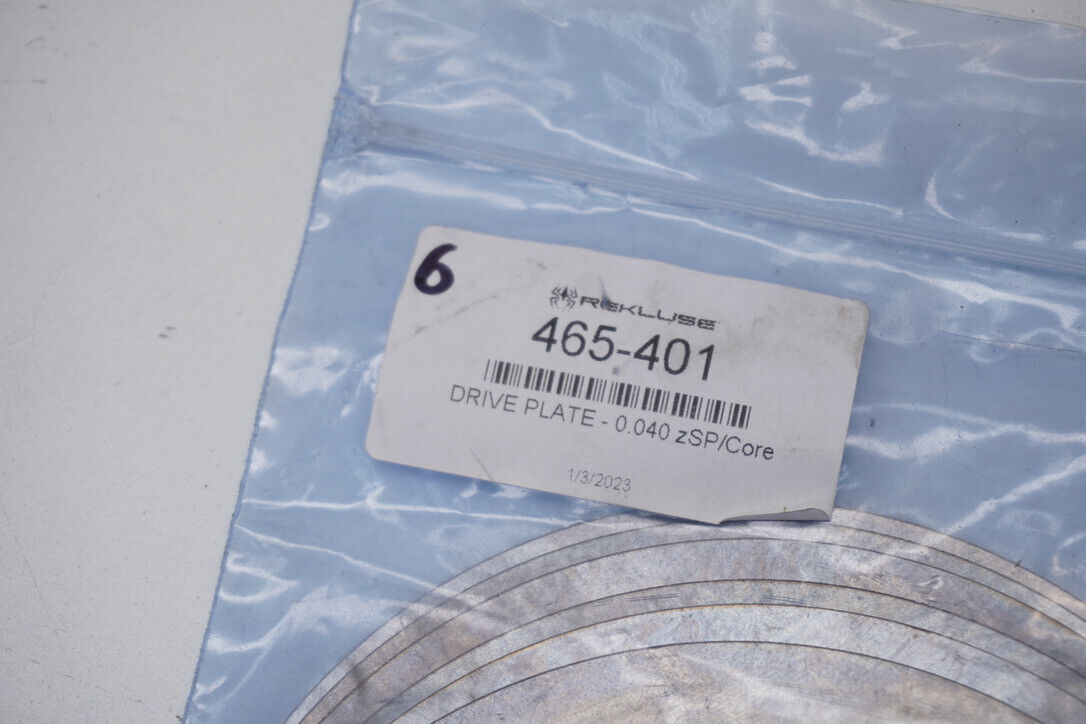 6
REKLUSE
465-401
DRIVE PLATE - 0.040 zSP/Core
1/3/2023